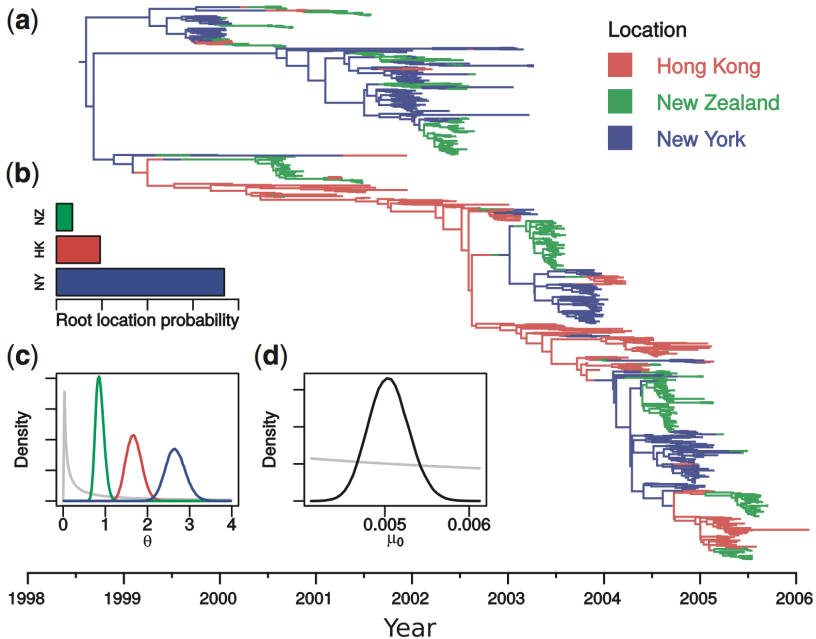 (a)
Location
Hong Kong
New Zealand
New York
(b)
NZ
HK
NY
Root location probability
(c)
Density
0 1 2 3 4
θ
(d)
Density
0.005 0.006
μ₀
1998 1999 2000 2001 2002 2003 2004 2005 2006
Year